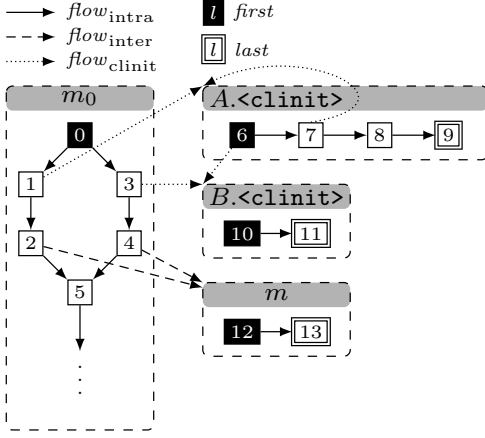 flow_intra
l first
flow_inter
l last
flow_clinit
m_0
A.<clinit>
0
6 7 8 9
1 3
B.<clinit>
2 4
10 11
5
m
12 13
⋮